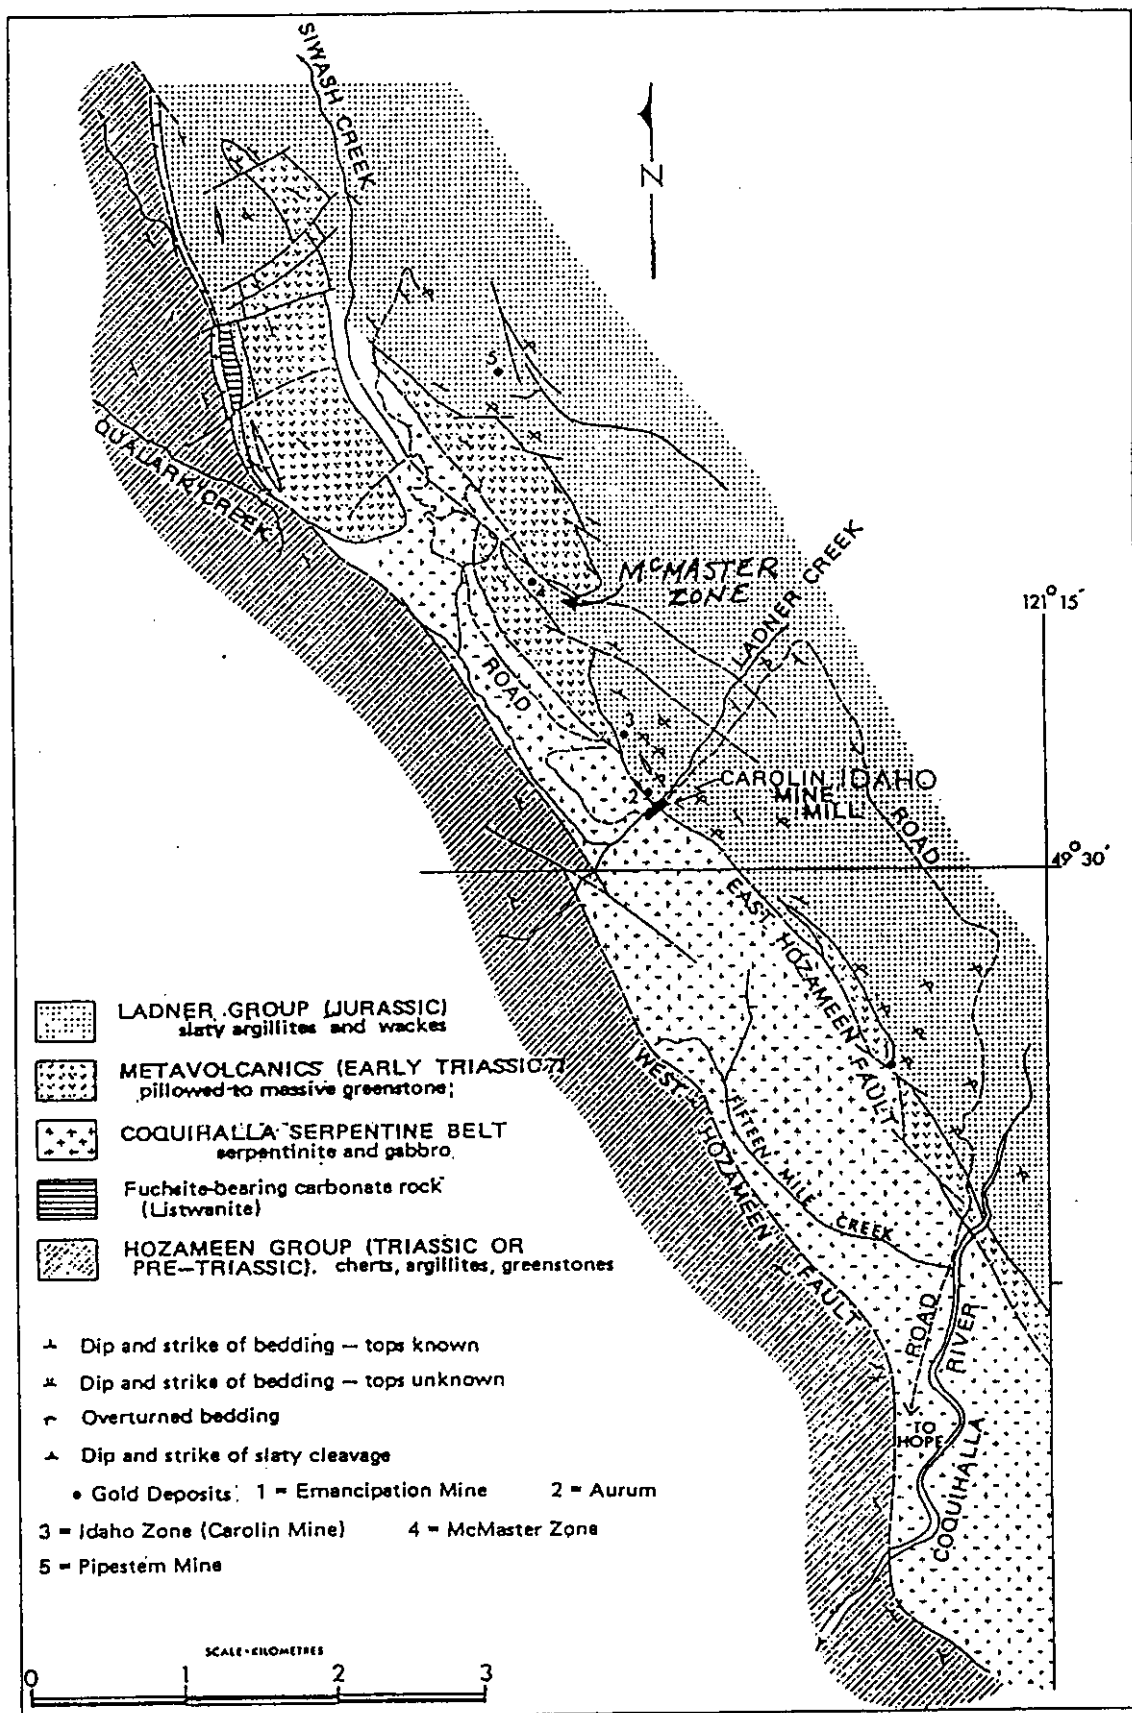 SIWASH CREEK
N
5
QUALARK CREEK
McMASTER
ZONE
4
LADNER CREEK
121° 15'
ROAD
3
CAROLIN IDAHO
MINE
MILL
2
ROAD
49° 30'
EAST HOZAMEEN FAULT
WEST HOZAMEEN FAULT
FIFTEEN MILE CREEK
ROAD
TO
HOPE
COQUIHALLA RIVER
LADNER GROUP (JURASSIC)
slaty argillites and wackes
METAVOLCANICS (EARLY TRIASSIC?)
pillowed to massive greenstone;
COQUIHALLA SERPENTINE BELT
serpentinite and gabbro
Fuchsite-bearing carbonate rock
(Listwanite)
HOZAMEEN GROUP (TRIASSIC OR
PRE-TRIASSIC). cherts, argillites, greenstones
Dip and strike of bedding — tops known
Dip and strike of bedding — tops unknown
Overturned bedding
Dip and strike of slaty cleavage
• Gold Deposits: 1 = Emancipation Mine 2 = Aurum
3 = Idaho Zone (Carolin Mine) 4 = McMaster Zone
5 = Pipestem Mine
SCALE - KILOMETRES
0 1 2 3